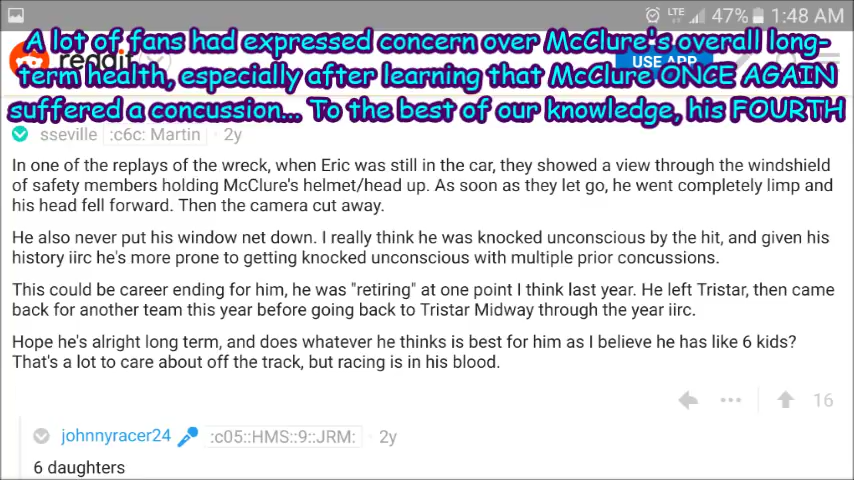 LTE 47% 1:48 AM
A lot of fans had expressed concern over McClure's overall long-
reddit USE APP
term health, especially after learning that McClure ONCE AGAIN
suffered a concussion... To the best of our knowledge, his FOURTH
sseville :c6c: Martin · 2y
In one of the replays of the wreck, when Eric was still in the car, they showed a view through the windshield
of safety members holding McClure's helmet/head up. As soon as they let go, he went completely limp and
his head fell forward. Then the camera cut away.
He also never put his window net down. I really think he was knocked unconscious by the hit, and given his
history iirc he's more prone to getting knocked unconscious with multiple prior concussions.
This could be career ending for him, he was "retiring" at one point I think last year. He left Tristar, then came
back for another team this year before going back to Tristar Midway through the year iirc.
Hope he's alright long term, and does whatever he thinks is best for him as I believe he has like 6 kids?
That's a lot to care about off the track, but racing is in his blood.
16
johnnyracer24 :c05::HMS::9::JRM: · 2y
6 daughters